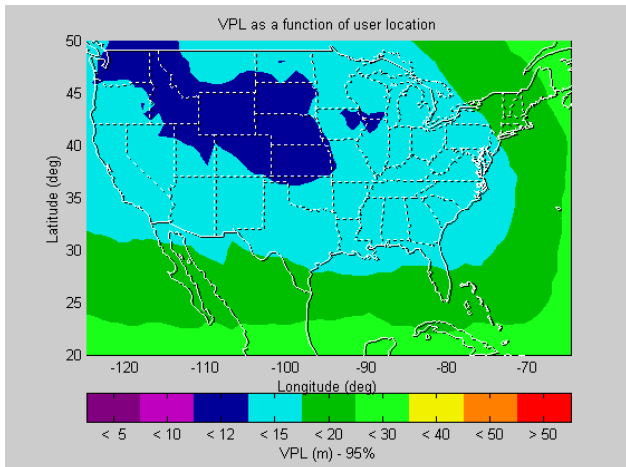 VPL as a function of user location
50
45
40
35
30
25
20
Latitude (deg)
-120 -110 -100 -90 -80 -70
Longitude (deg)
< 5 < 10 < 12 < 15 < 20 < 30 < 40 < 50 > 50
VPL (m) - 95%